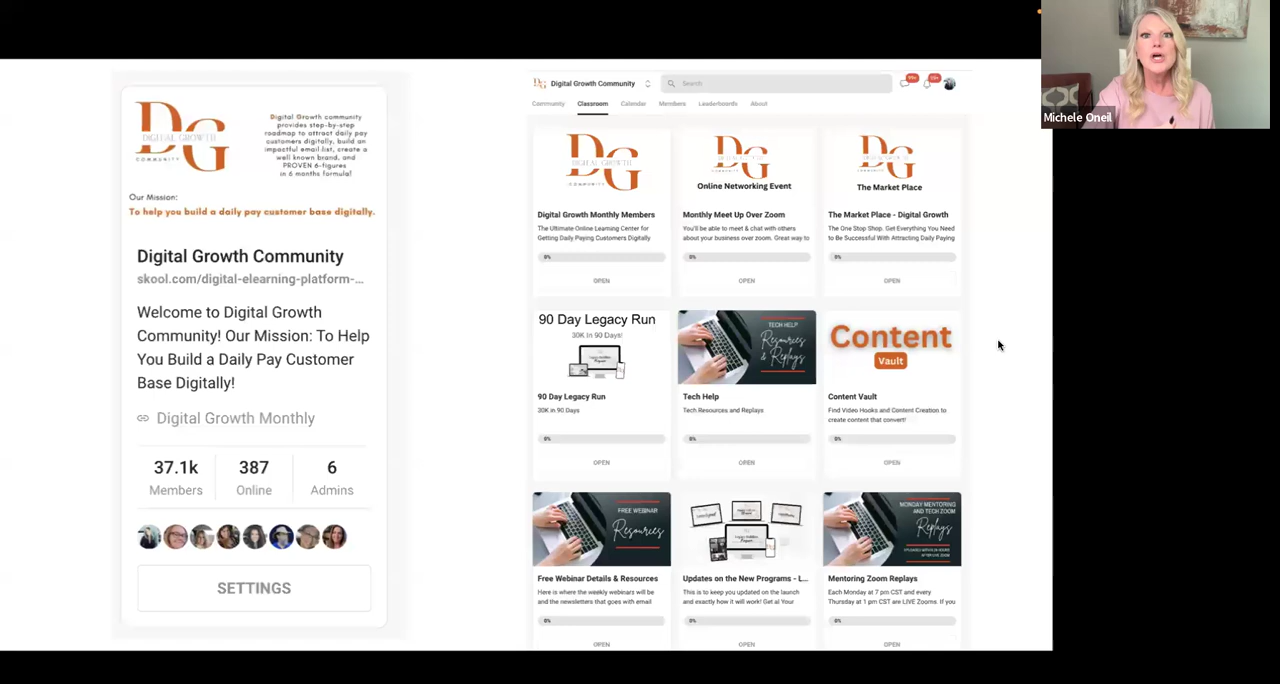 Michele Oneil
DG
DIGITAL GROWTH
COMMUNITY
Digital Growth community
provides step-by-step
roadmap to attract daily pay
customers digitally, build an
impactful email list, create a
well known brand, and
PROVEN 6-figures
in 6 months formula!
Our Mission:
To help you build a daily pay customer base digitally.
Digital Growth Community
skool.com/digital-elearning-platform-...
Welcome to Digital Growth
Community! Our Mission: To Help
You Build a Daily Pay Customer
Base Digitally!
Digital Growth Monthly
37.1k 387 6
Members Online Admins
SETTINGS
DG Digital Growth Community Search
Community Classroom Calendar Members Leaderboards About
DG
DIGITAL GROWTH
COMMUNITY
Digital Growth Monthly Members
The Ultimate Online Learning Center for
Getting Daily Paying Customers Digitally
0%
OPEN
DG
Online Networking Event
Monthly Meet Up Over Zoom
You'll be able to meet & chat with others
about your business over zoom. Great way to
0%
OPEN
DG
The Market Place
The Market Place - Digital Growth
The One Stop Shop. Get Everything You Need
to Be Successful With Attracting Daily Paying
0%
OPEN
90 Day Legacy Run
30K In 90 Days!
90 Day Legacy Run
30K in 90 Days
0%
OPEN
TECH HELP
Resources
& Replays
Tech Help
Tech Resources and Replays
0%
OPEN
Content
Vault
Content Vault
Find Video Hooks and Content Creation to
create content that convert!
0%
OPEN
FREE WEBINAR
Resources
Free Webinar Details & Resources
Here is where the weekly webinars will be
and the newsletters that goes with email
0%
OPEN
Updates on the New Programs - L...
This is to keep you updated on the launch
and exactly how it will work! Get al Your
0%
OPEN
MONDAY MENTORING
AND TECH ZOOM
Replays
Mentoring Zoom Replays
Each Monday at 7 pm CST and every
Thursday at 1 pm CST are LIVE Zooms. If you
0%
OPEN